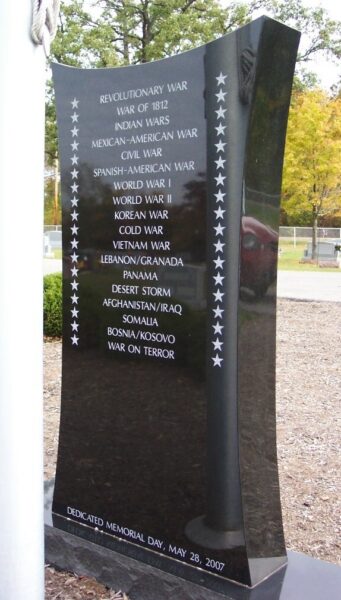 REVOLUTIONARY WAR
WAR OF 1812
INDIAN WARS
MEXICAN-AMERICAN WAR
CIVIL WAR
SPANISH-AMERICAN WAR
WORLD WAR I
WORLD WAR II
KOREAN WAR
COLD WAR
VIETNAM WAR
LEBANON/GRANADA
PANAMA
DESERT STORM
AFGHANISTAN/IRAQ
SOMALIA
BOSNIA/KOSOVO
WAR ON TERROR
DEDICATED MEMORIAL DAY, MAY 28, 2007